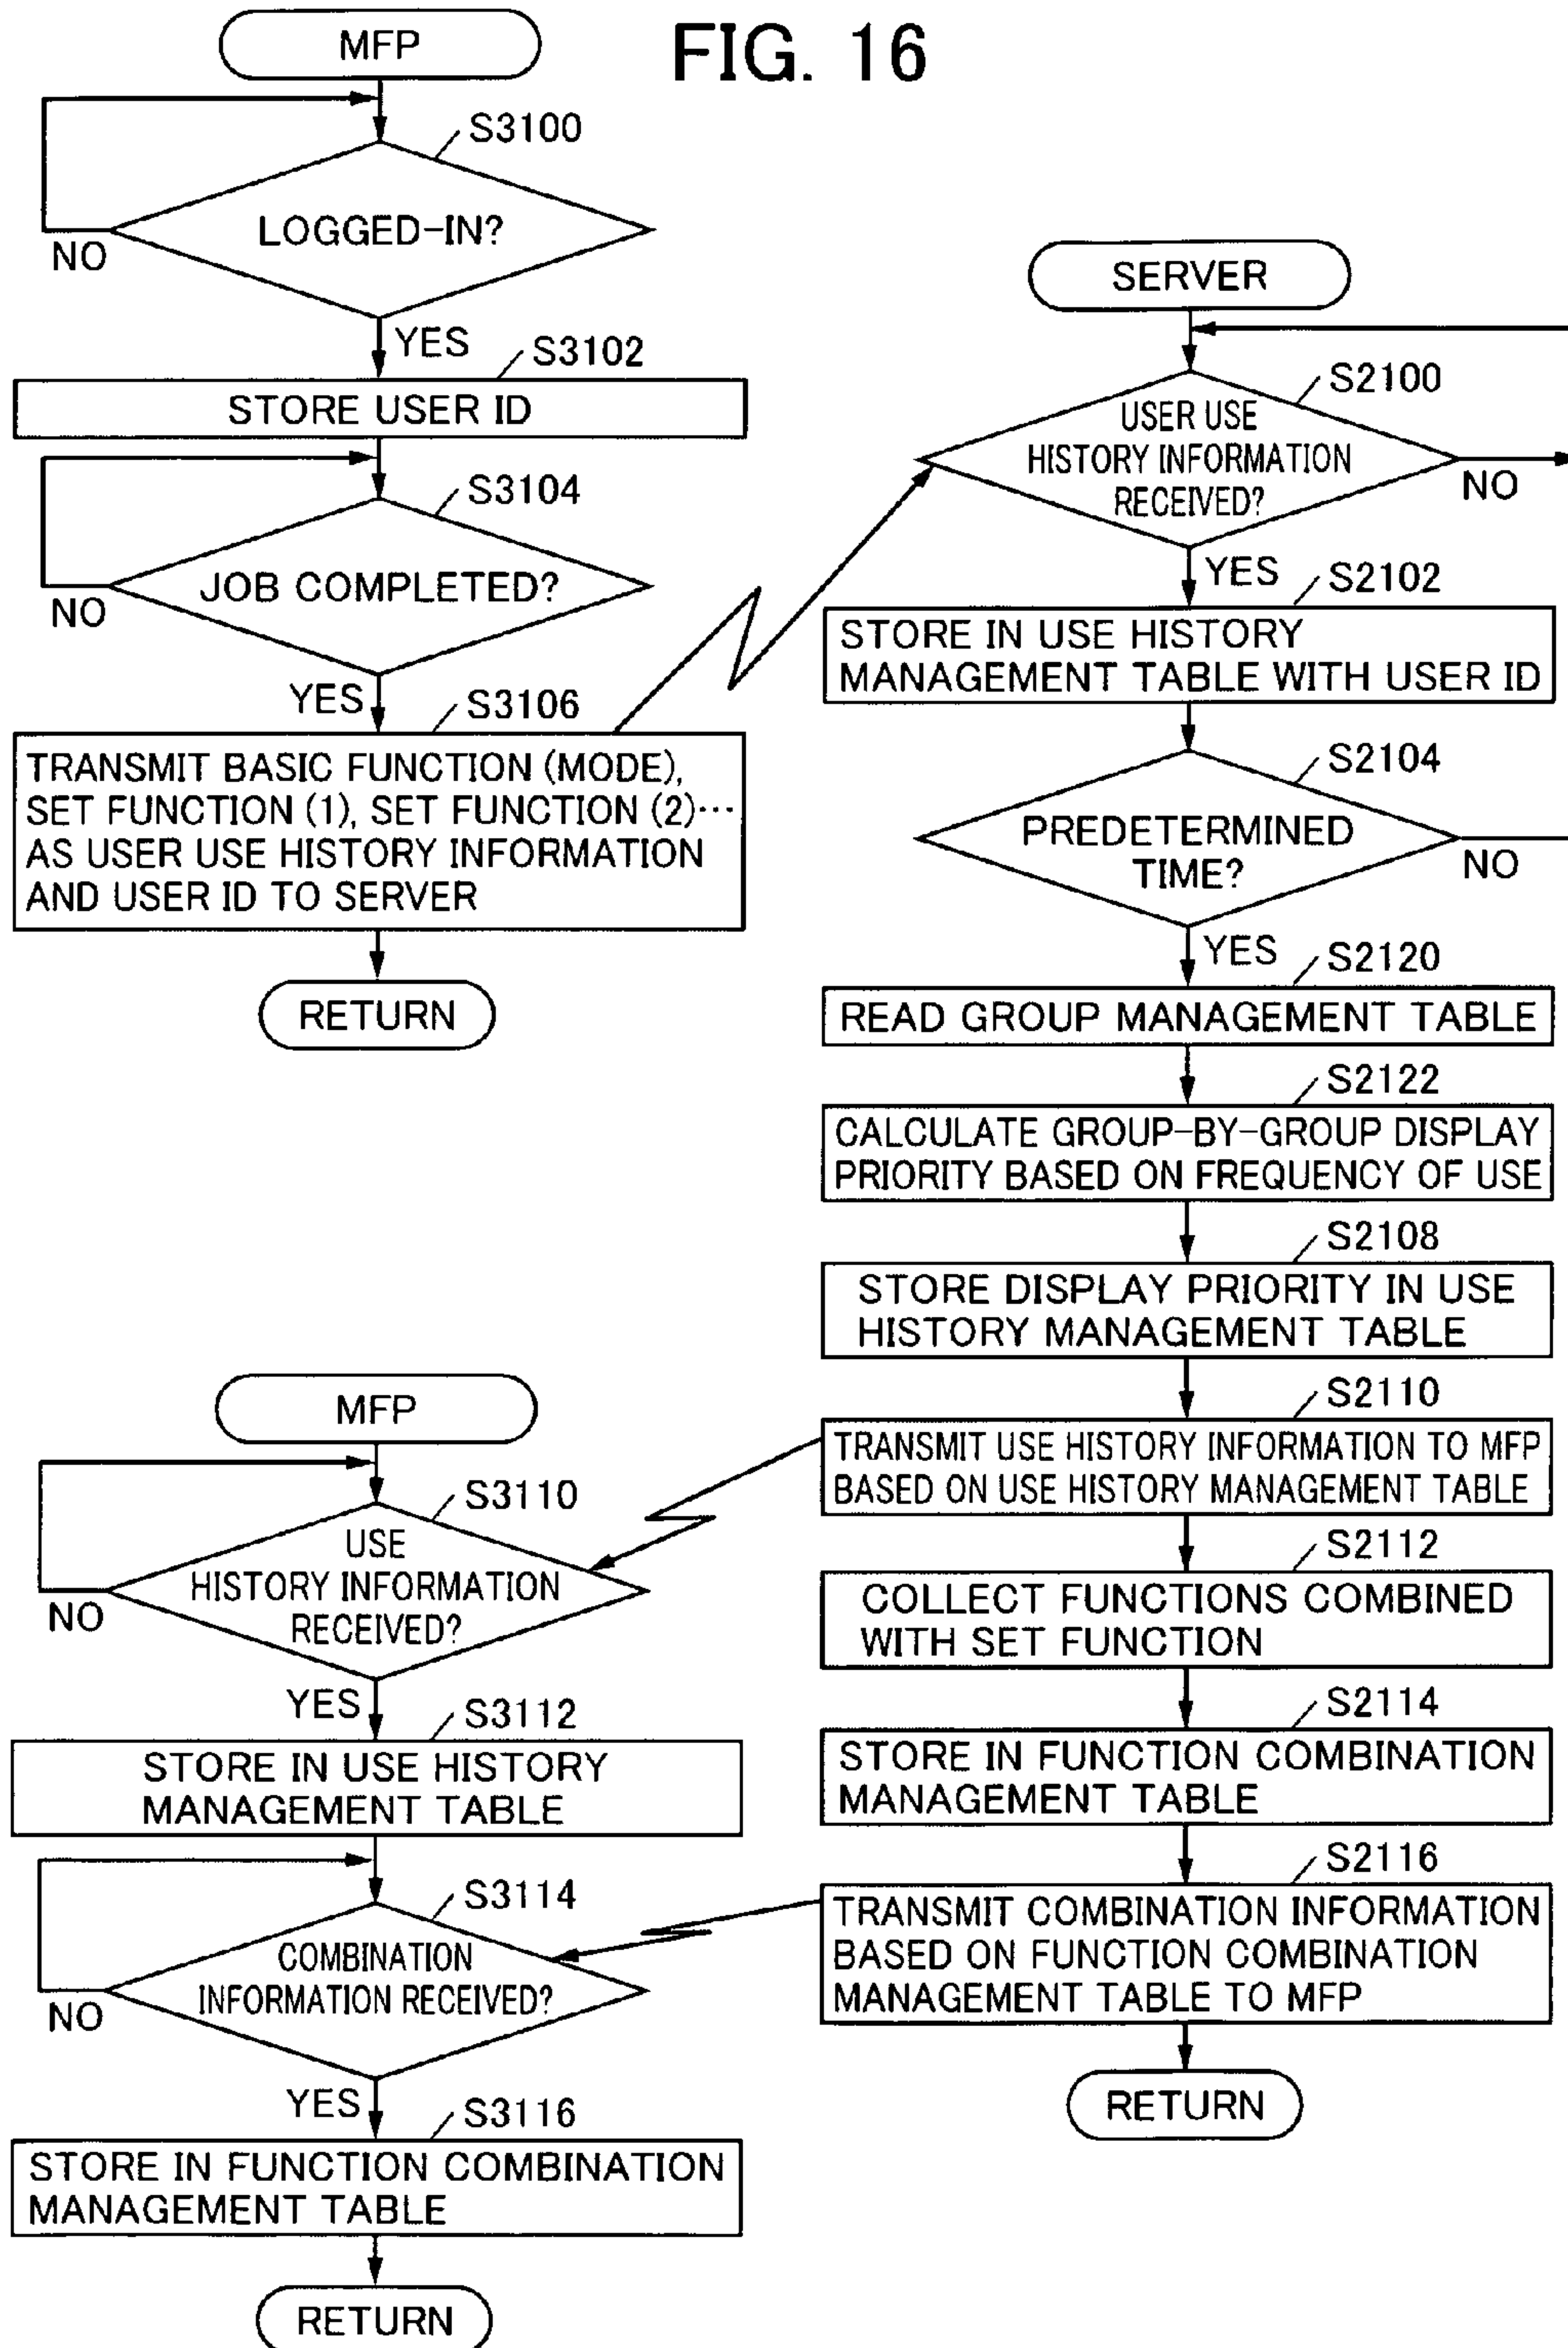 FIG. 16
MFP
S3100
LOGGED-IN?
NO
YES
S3102
STORE USER ID
S3104
JOB COMPLETED?
NO
YES
S3106
TRANSMIT BASIC FUNCTION (MODE),
SET FUNCTION (1), SET FUNCTION (2)···
AS USER USE HISTORY INFORMATION
AND USER ID TO SERVER
RETURN
SERVER
S2100
USER USE
HISTORY INFORMATION
RECEIVED?
NO
YES
S2102
STORE IN USE HISTORY
MANAGEMENT TABLE WITH USER ID
S2104
PREDETERMINED
TIME?
NO
YES
S2120
READ GROUP MANAGEMENT TABLE
S2122
CALCULATE GROUP-BY-GROUP DISPLAY
PRIORITY BASED ON FREQUENCY OF USE
S2108
STORE DISPLAY PRIORITY IN USE
HISTORY MANAGEMENT TABLE
S2110
TRANSMIT USE HISTORY INFORMATION TO MFP
BASED ON USE HISTORY MANAGEMENT TABLE
S2112
COLLECT FUNCTIONS COMBINED
WITH SET FUNCTION
S2114
STORE IN FUNCTION COMBINATION
MANAGEMENT TABLE
S2116
TRANSMIT COMBINATION INFORMATION
BASED ON FUNCTION COMBINATION
MANAGEMENT TABLE TO MFP
RETURN
MFP
S3110
USE
HISTORY INFORMATION
RECEIVED?
NO
YES
S3112
STORE IN USE HISTORY
MANAGEMENT TABLE
S3114
COMBINATION
INFORMATION RECEIVED?
NO
YES
S3116
STORE IN FUNCTION COMBINATION
MANAGEMENT TABLE
RETURN